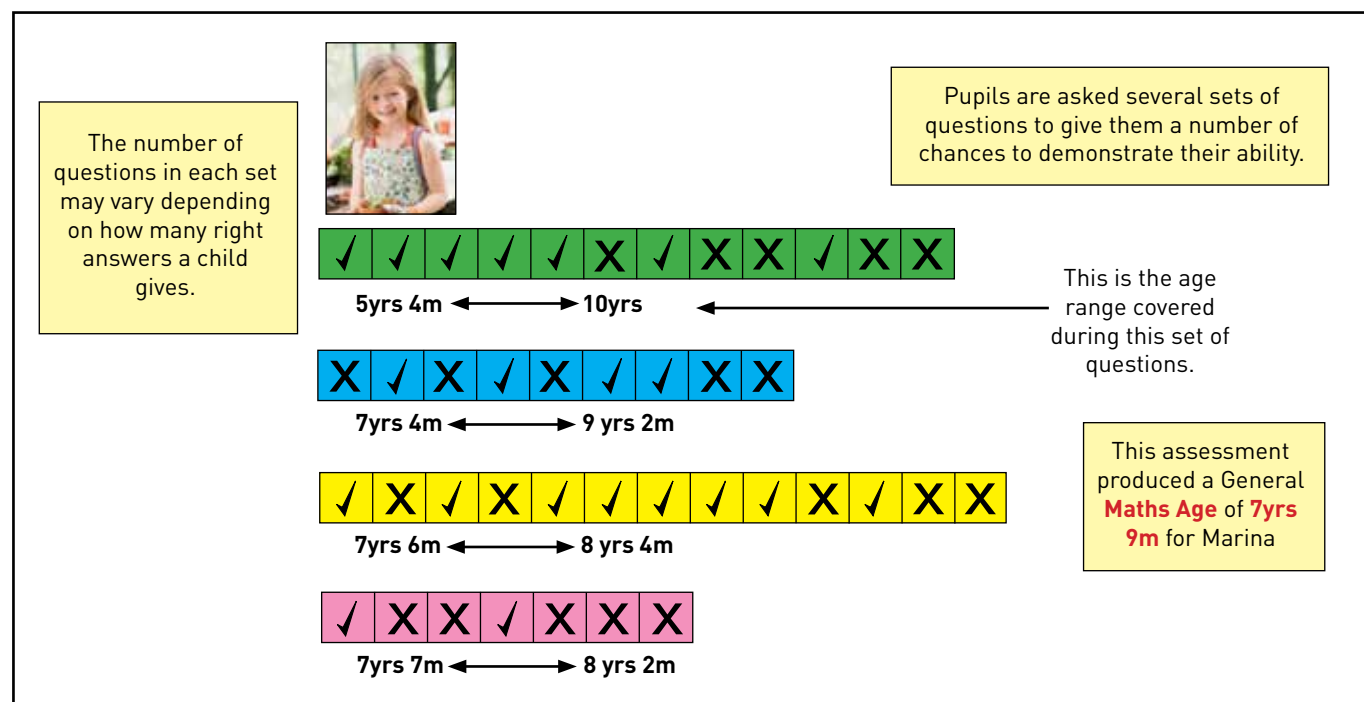 The number of
questions in each set
may vary depending
on how many right
answers a child
gives.
Pupils are asked several sets of
questions to give them a number of
chances to demonstrate their ability.
✓ ✓ ✓ ✓ ✓ X ✓ X X ✓ X X
5yrs 4m 10yrs
This is the age
range covered
during this set of
questions.
X ✓ X ✓ X ✓ ✓ X X
7yrs 4m 9 yrs 2m
✓ X ✓ X ✓ ✓ ✓ ✓ ✓ X ✓ X X
7yrs 6m 8 yrs 4m
This assessment
produced a General
Maths Age of 7yrs
9m for Marina
✓ X X ✓ X X X
7yrs 7m 8 yrs 2m